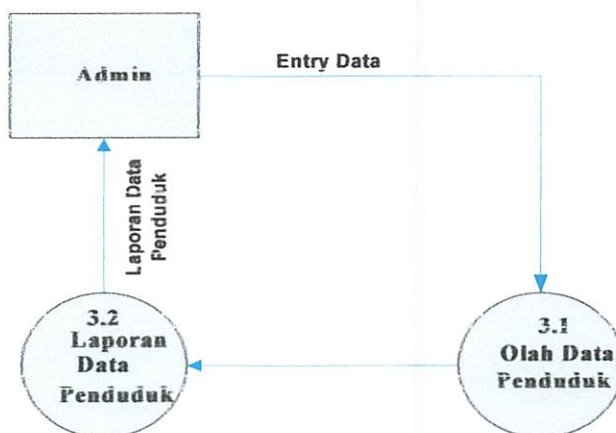 Admin
Entry Data
Laporan Data
Penduduk
3.2
Laporan
Data
Penduduk
3.1
Olah Data
Penduduk